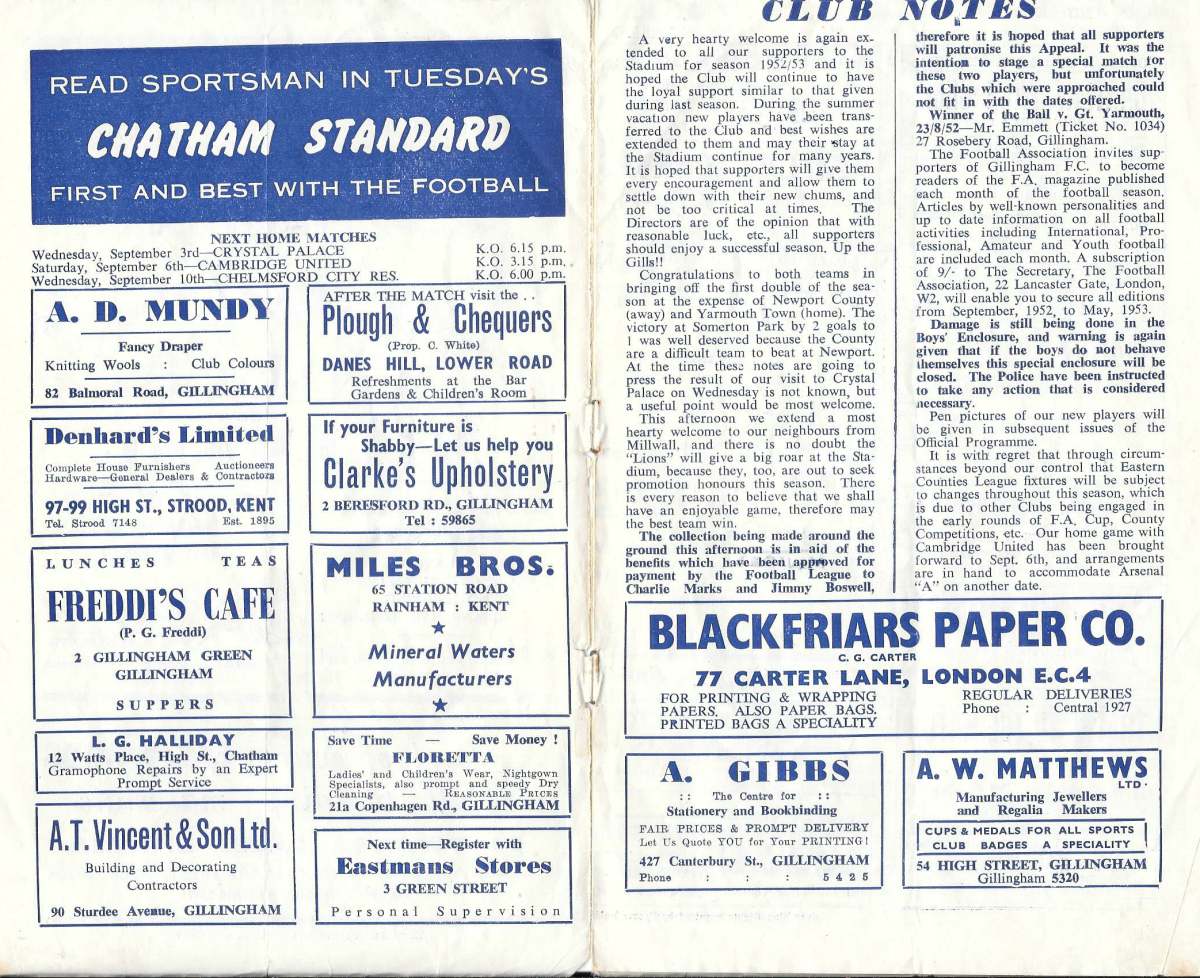 READ SPORTSMAN IN TUESDAY'S
CHATHAM STANDARD
FIRST AND BEST WITH THE FOOTBALL
NEXT HOME MATCHES
Wednesday, September 3rd—CRYSTAL PALACE K.O. 6.15 p.m.
Saturday, September 6th—CAMBRIDGE UNITED K.O. 3.15 p.m.
Wednesday, September 10th—CHELMSFORD CITY RES. K.O. 6.00 p.m.
A. D. MUNDY
Fancy Draper
Knitting Wools : Club Colours
82 Balmoral Road, GILLINGHAM
AFTER THE MATCH visit the . .
Plough & Chequers
(Prop. C. White)
DANES HILL, LOWER ROAD
Refreshments at the Bar
Gardens & Children's Room
Denhard's Limited
Complete House Furnishers Auctioneers
Hardware—General Dealers & Contractors
97-99 HIGH ST., STROOD, KENT
Tel. Strood 7148 Est. 1895
If your Furniture is
Shabby—Let us help you
Clarke's Upholstery
2 BERESFORD RD., GILLINGHAM
Tel : 59865
LUNCHES TEAS
FREDDI'S CAFE
(P. G. Freddi)
2 GILLINGHAM GREEN
GILLINGHAM
SUPPERS
MILES BROS.
65 STATION ROAD
RAINHAM : KENT
Mineral Waters
Manufacturers
L. G. HALLIDAY
12 Watts Place, High St., Chatham
Gramophone Repairs by an Expert
Prompt Service
Save Time — Save Money !
FLORETTA
Ladies' and Children's Wear, Nightgown
Specialists, also prompt and speedy Dry
Cleaning — REASONABLE PRICES
21a Copenhagen Rd., GILLINGHAM
A.T. Vincent & Son Ltd.
Building and Decorating
Contractors
90 Sturdee Avenue, GILLINGHAM
Next time—Register with
Eastmans Stores
3 GREEN STREET
Personal Supervision
CLUB NOTES
A very hearty welcome is again ex-
tended to all our supporters to the
Stadium for season 1952/53 and it is
hoped the Club will continue to have
the loyal support similar to that given
during last season. During the summer
vacation new players have been trans-
ferred to the Club and best wishes are
extended to them and may their stay at
the Stadium continue for many years.
It is hoped that supporters will give them
every encouragement and allow them to
settle down with their new chums, and
not be too critical at times. The
Directors are of the opinion that with
reasonable luck, etc., all supporters
should enjoy a successful season. Up the
Gills!!
Congratulations to both teams in
bringing off the first double of the sea-
son at the expense of Newport County
(away) and Yarmouth Town (home). The
victory at Somerton Park by 2 goals to
1 was well deserved because the County
are a difficult team to beat at Newport.
At the time these notes are going to
press the result of our visit to Crystal
Palace on Wednesday is not known, but
a useful point would be most welcome.
This afternoon we extend a most
hearty welcome to our neighbours from
Millwall, and there is no doubt the
"Lions" will give a big roar at the Sta-
dium, because they, too, are out to seek
promotion honours this season. There
is every reason to believe that we shall
have an enjoyable game, therefore may
the best team win.
The collection being made around the
ground this afternoon is in aid of the
benefits which have been approved for
payment by the Football League to
Charlie Marks and Jimmy Boswell,
therefore it is hoped that all supporters
will patronise this Appeal. It was the
intention to stage a special match for
these two players, but unfortunately
the Clubs which were approached could
not fit in with the dates offered.
Winner of the Ball v. Gt. Yarmouth,
23/8/52—Mr. Emmett (Ticket No. 1034)
27 Rosebery Road, Gillingham.
The Football Association invites sup-
porters of Gillingham F.C. to become
readers of the F.A. magazine published
each month of the football season.
Articles by well-known personalities and
up to date information on all football
activities including International, Pro-
fessional, Amateur and Youth football
are included each month. A subscription
of 9/- to The Secretary, The Football
Association, 22 Lancaster Gate, London,
W2, will enable you to secure all editions
from September, 1952, to May, 1953.
Damage is still being done in the
Boys' Enclosure, and warning is again
given that if the boys do not behave
themselves this special enclosure will be
closed. The Police have been instructed
to take any action that is considered
necessary.
Pen pictures of our new players will
be given in subsequent issues of the
Official Programme.
It is with regret that through circum-
stances beyond our control that Eastern
Counties League fixtures will be subject
to changes throughout this season, which
is due to other Clubs being engaged in
the early rounds of F.A. Cup, County
Competitions, etc. Our home game with
Cambridge United has been brought
forward to Sept. 6th, and arrangements
are in hand to accommodate Arsenal
"A" on another date.
BLACKFRIARS PAPER CO.
C. G. CARTER
77 CARTER LANE, LONDON E.C.4
FOR PRINTING & WRAPPING
PAPERS. ALSO PAPER BAGS.
PRINTED BAGS A SPECIALITY
REGULAR DELIVERIES
Phone : Central 1927
A. GIBBS
: : The Centre for : :
Stationery and Bookbinding
FAIR PRICES & PROMPT DELIVERY
Let Us Quote YOU for Your PRINTING!
427 Canterbury St., GILLINGHAM
Phone : : : 5425
A. W. MATTHEWS
LTD.
Manufacturing Jewellers
and Regalia Makers
CUPS & MEDALS FOR ALL SPORTS
CLUB BADGES A SPECIALITY
54 HIGH STREET, GILLINGHAM
Gillingham 5320